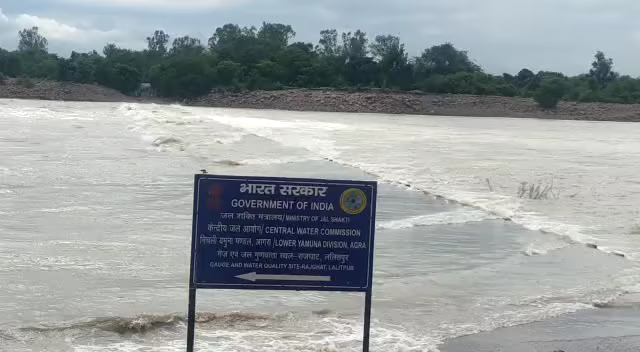 भारत सरकार
GOVERNMENT OF INDIA
जल शक्ति मंत्रालय/MINISTRY OF JAL SHAKTI
केन्द्रीय जल आयोग/ CENTRAL WATER COMMISSION
निचली यमुना मण्डल, आगरा/LOWER YAMUNA DIVISION, AGRA
गेज एवं जल गुणवत्ता स्थल-राजघाट, ललितपुर
GAUGE AND WATER QUALITY SITE-RAJGHAT, LALITPUR